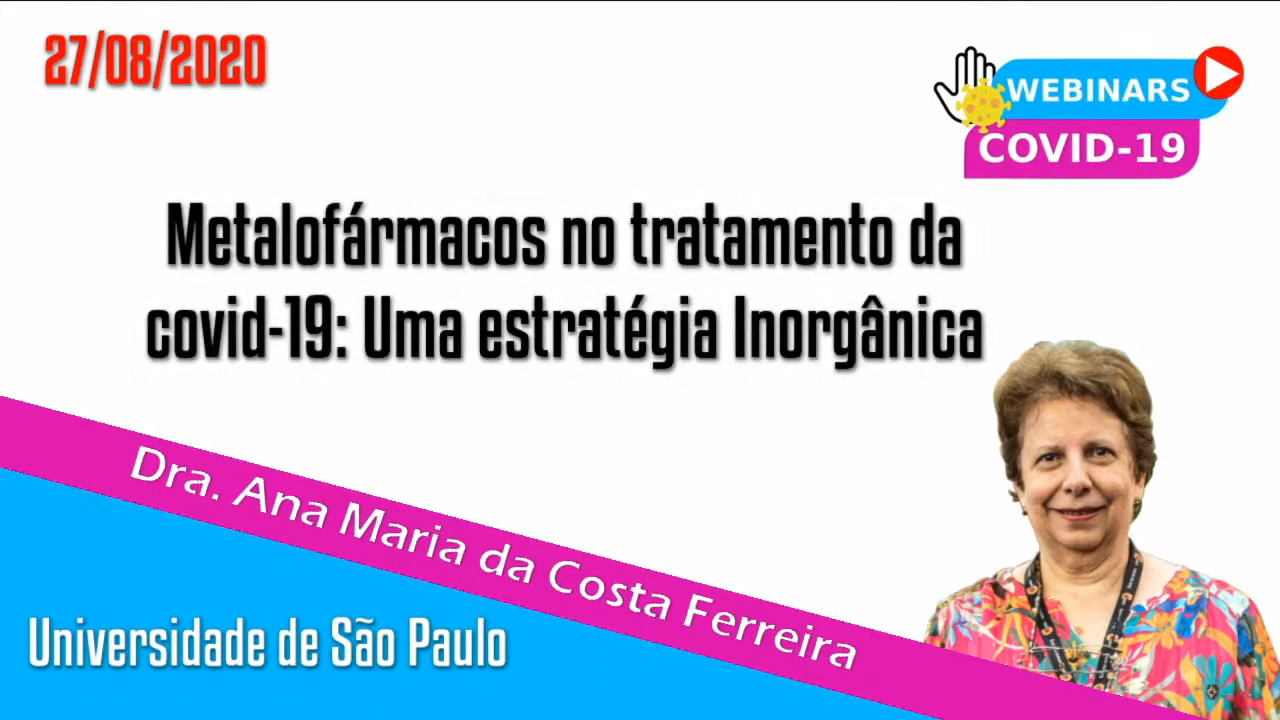 27/08/2020
WEBINARS
COVID-19
Metalofármacos no tratamento da
covid-19: Uma estratégia Inorgânica
Dra. Ana Maria da Costa Ferreira
Universidade de São Paulo